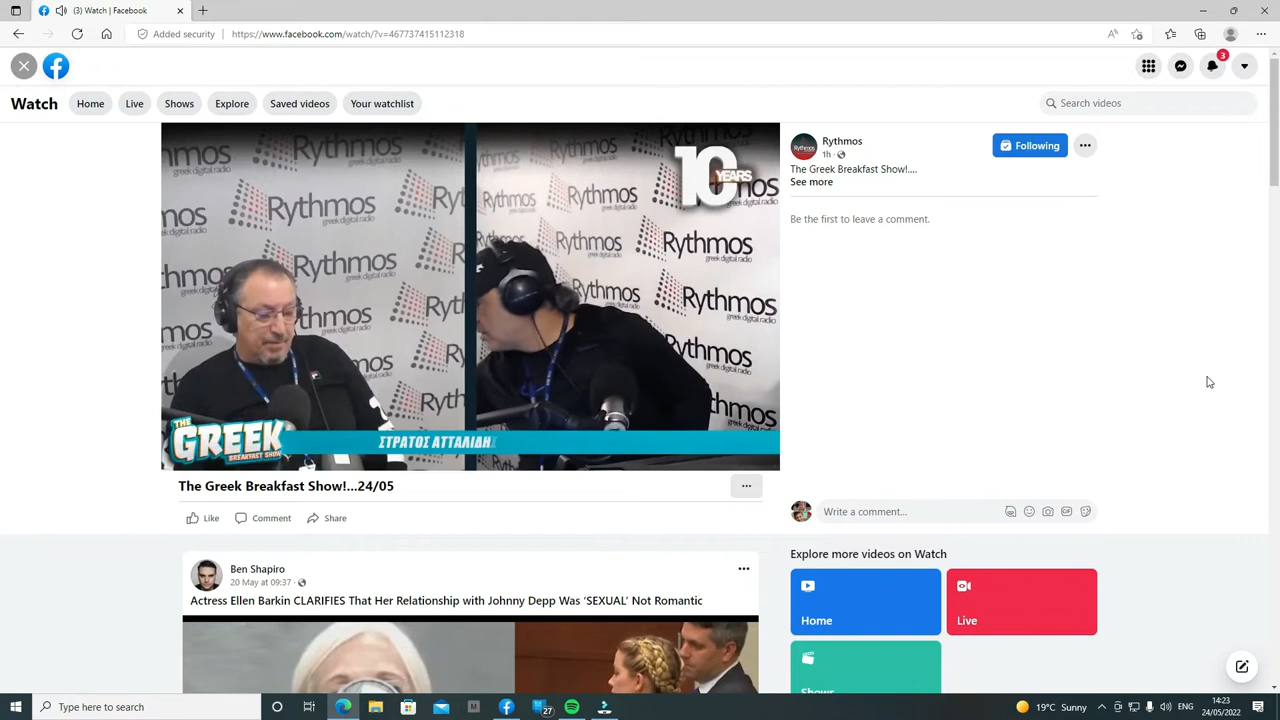 (3) Watch | Facebook
Added security
https://www.facebook.com/watch/?v=467737415112318
3
Watch
Home
Live
Shows
Explore
Saved videos
Your watchlist
Search videos
Rythmos
greek digital radio
10 YEARS
ΣΤΡΑΤΟΣ ΑΤΤΑΛΙΔΗΣ
THE
GREEK
BREAKFAST SHOW
Rythmos
1h
Following
The Greek Breakfast Show!....
See more
Be the first to leave a comment.
The Greek Breakfast Show!...24/05
Like
Comment
Share
Write a comment...
GIF
Ben Shapiro
20 May at 09:37
Actress Ellen Barkin CLARIFIES That Her Relationship with Johnny Depp Was ‘SEXUAL’ Not Romantic
Explore more videos on Watch
Home
Live
Shows
Type here to search
27
19°C Sunny
ENG
14:23
24/05/2022